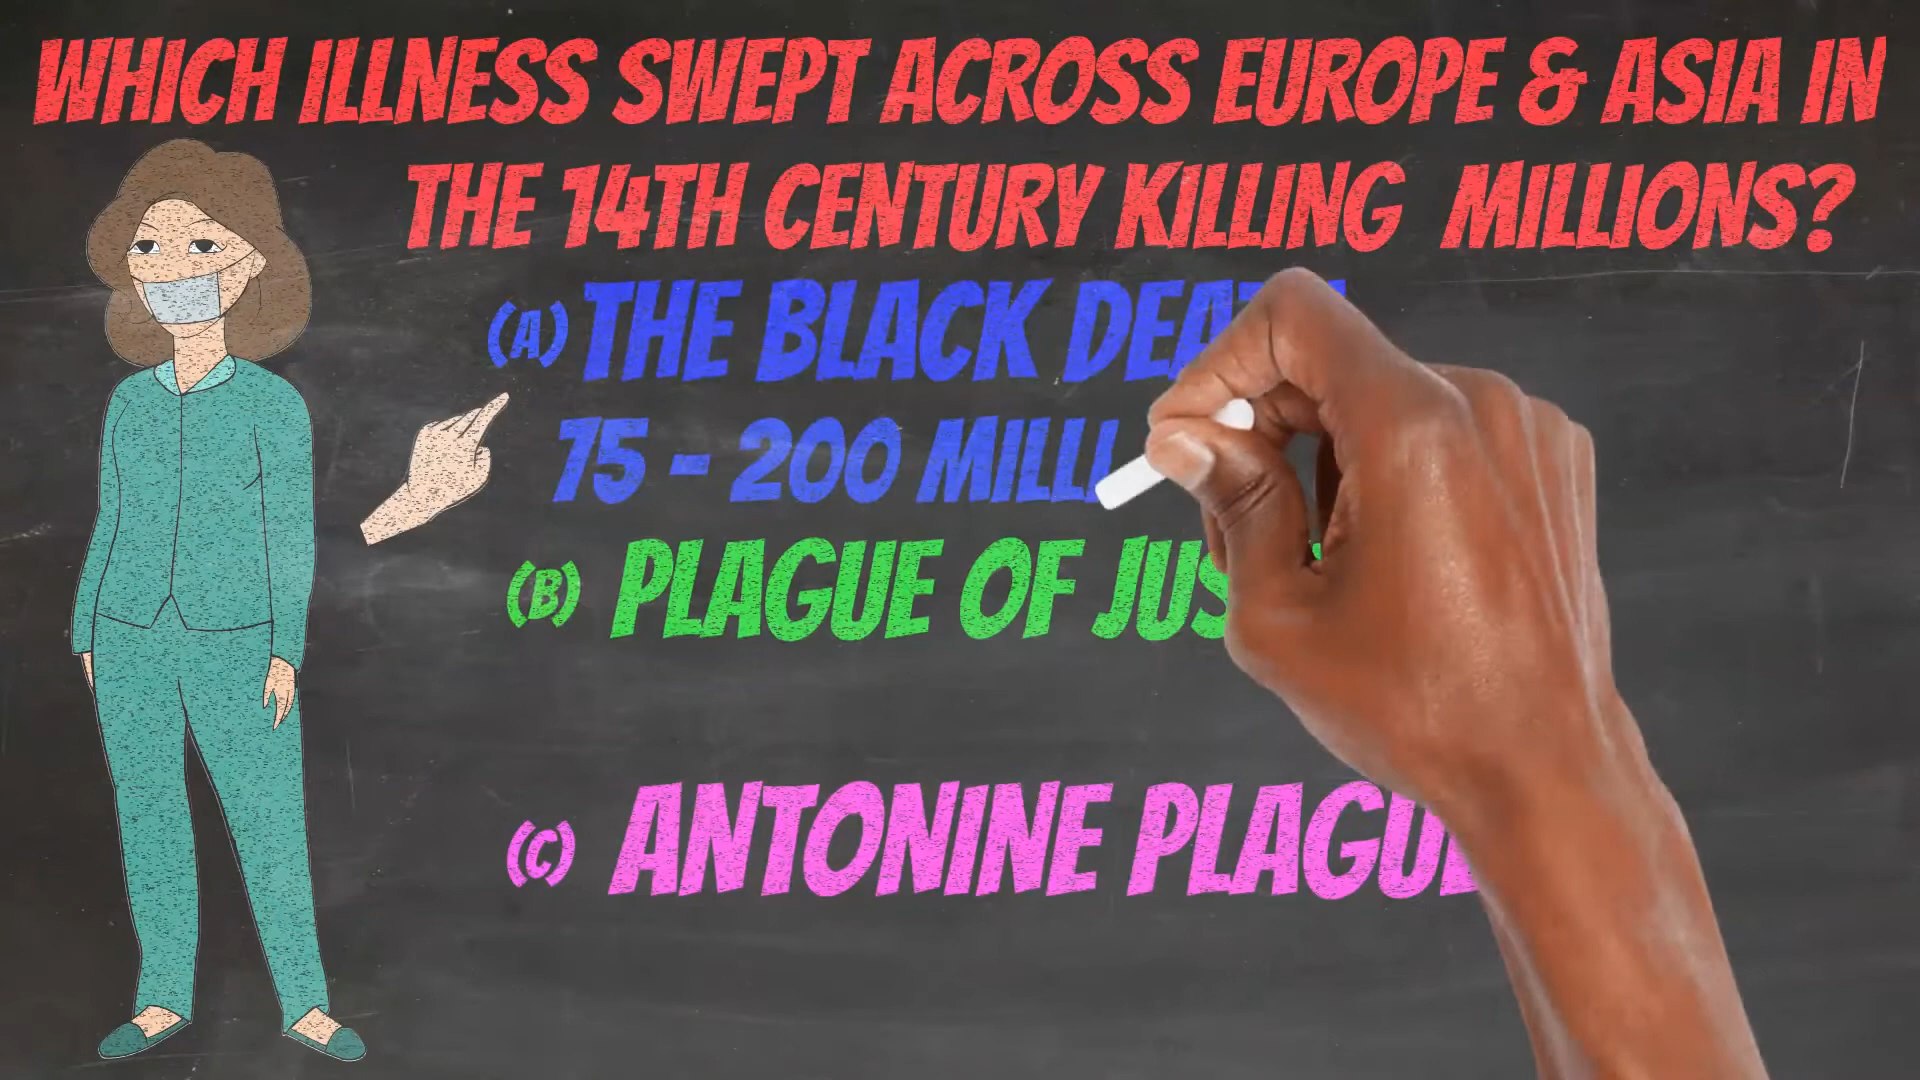 WHICH ILLNESS SWEPT ACROSS EUROPE & ASIA IN
THE 14TH CENTURY KILLING MILLIONS?
(A) THE BLACK
75 - 200
(B) PLAGUE OF
(C) ANTONINE PLAGUE